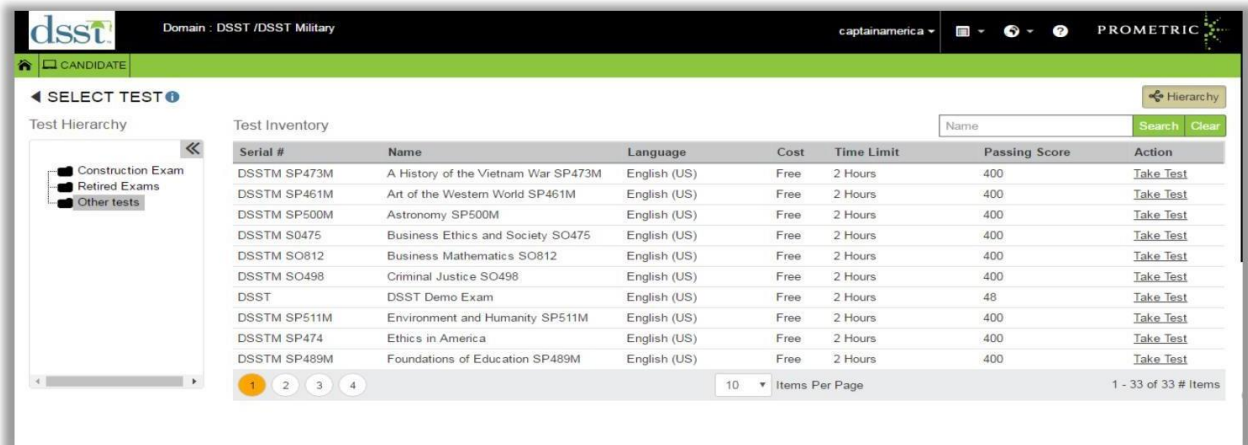 dsst
Domain : DSST /DSST Military
captainamerica
?
PROMETRIC
CANDIDATE
SELECT TEST i
Hierarchy
Test Hierarchy
Test Inventory
Name
Search Clear
Construction Exam
Retired Exams
Other tests
Serial # Name Language Cost Time Limit Passing Score Action
DSSTM SP473M A History of the Vietnam War SP473M English (US) Free 2 Hours 400 Take Test
DSSTM SP461M Art of the Western World SP461M English (US) Free 2 Hours 400 Take Test
DSSTM SP500M Astronomy SP500M English (US) Free 2 Hours 400 Take Test
DSSTM S0475 Business Ethics and Society SO475 English (US) Free 2 Hours 400 Take Test
DSSTM SO812 Business Mathematics SO812 English (US) Free 2 Hours 400 Take Test
DSSTM SO498 Criminal Justice SO498 English (US) Free 2 Hours 400 Take Test
DSST DSST Demo Exam English (US) Free 2 Hours 48 Take Test
DSSTM SP511M Environment and Humanity SP511M English (US) Free 2 Hours 400 Take Test
DSSTM SP474 Ethics in America English (US) Free 2 Hours 400 Take Test
DSSTM SP489M Foundations of Education SP489M English (US) Free 2 Hours 400 Take Test
1 2 3 4
10 Items Per Page
1 - 33 of 33 # Items